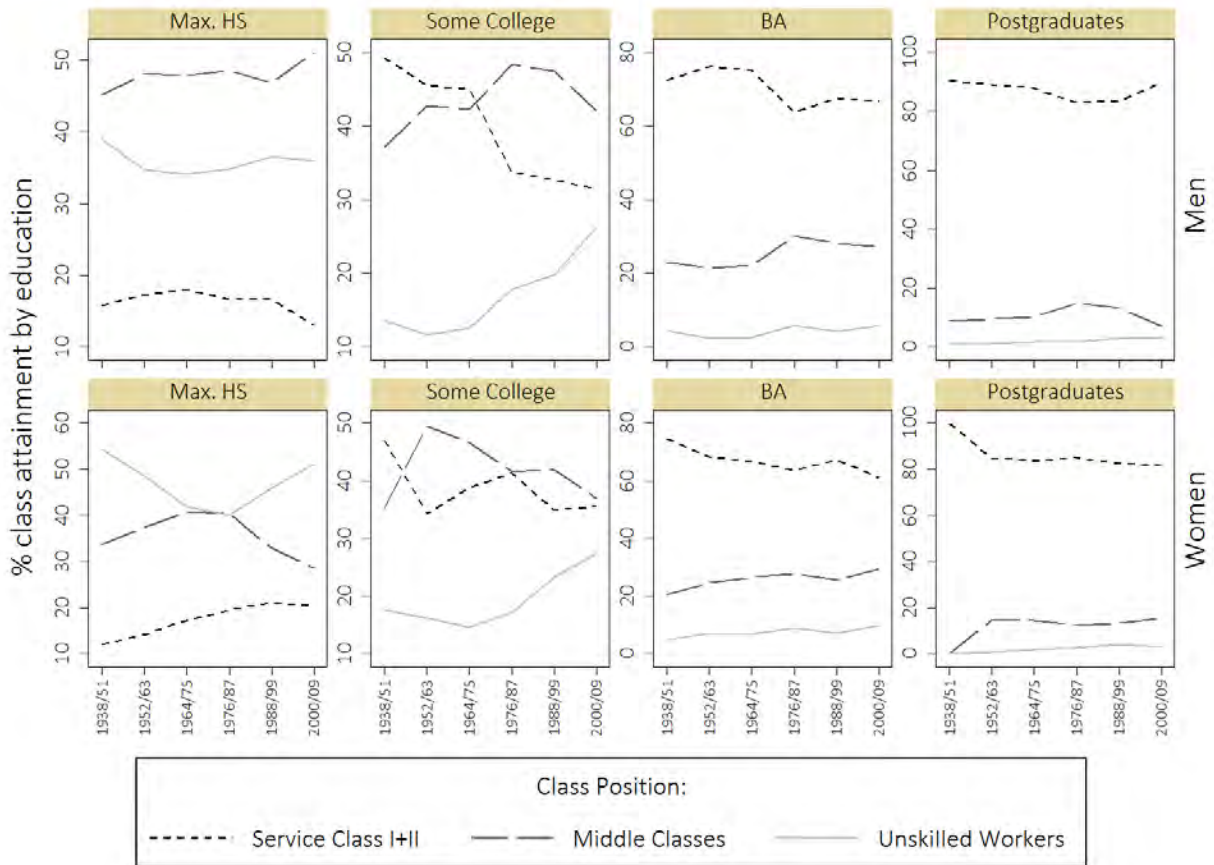 Max. HS Some College BA Postgraduates
% class attainment by education
10 20 30 40 50
10 20 30 40 50
0 20 40 60 80
0 20 40 60 80 100
Men
Max. HS Some College BA Postgraduates
10 20 30 40 50 60
10 20 30 40 50
0 20 40 60 80
0 20 40 60 80 100
Women
1938/51 1952/63 1964/75 1976/87 1988/99 2000/09
1938/51 1952/63 1964/75 1976/87 1988/99 2000/09
1938/51 1952/63 1964/75 1976/87 1988/99 2000/09
1938/51 1952/63 1964/75 1976/87 1988/99 2000/09
Class Position:
Service Class I+II Middle Classes Unskilled Workers